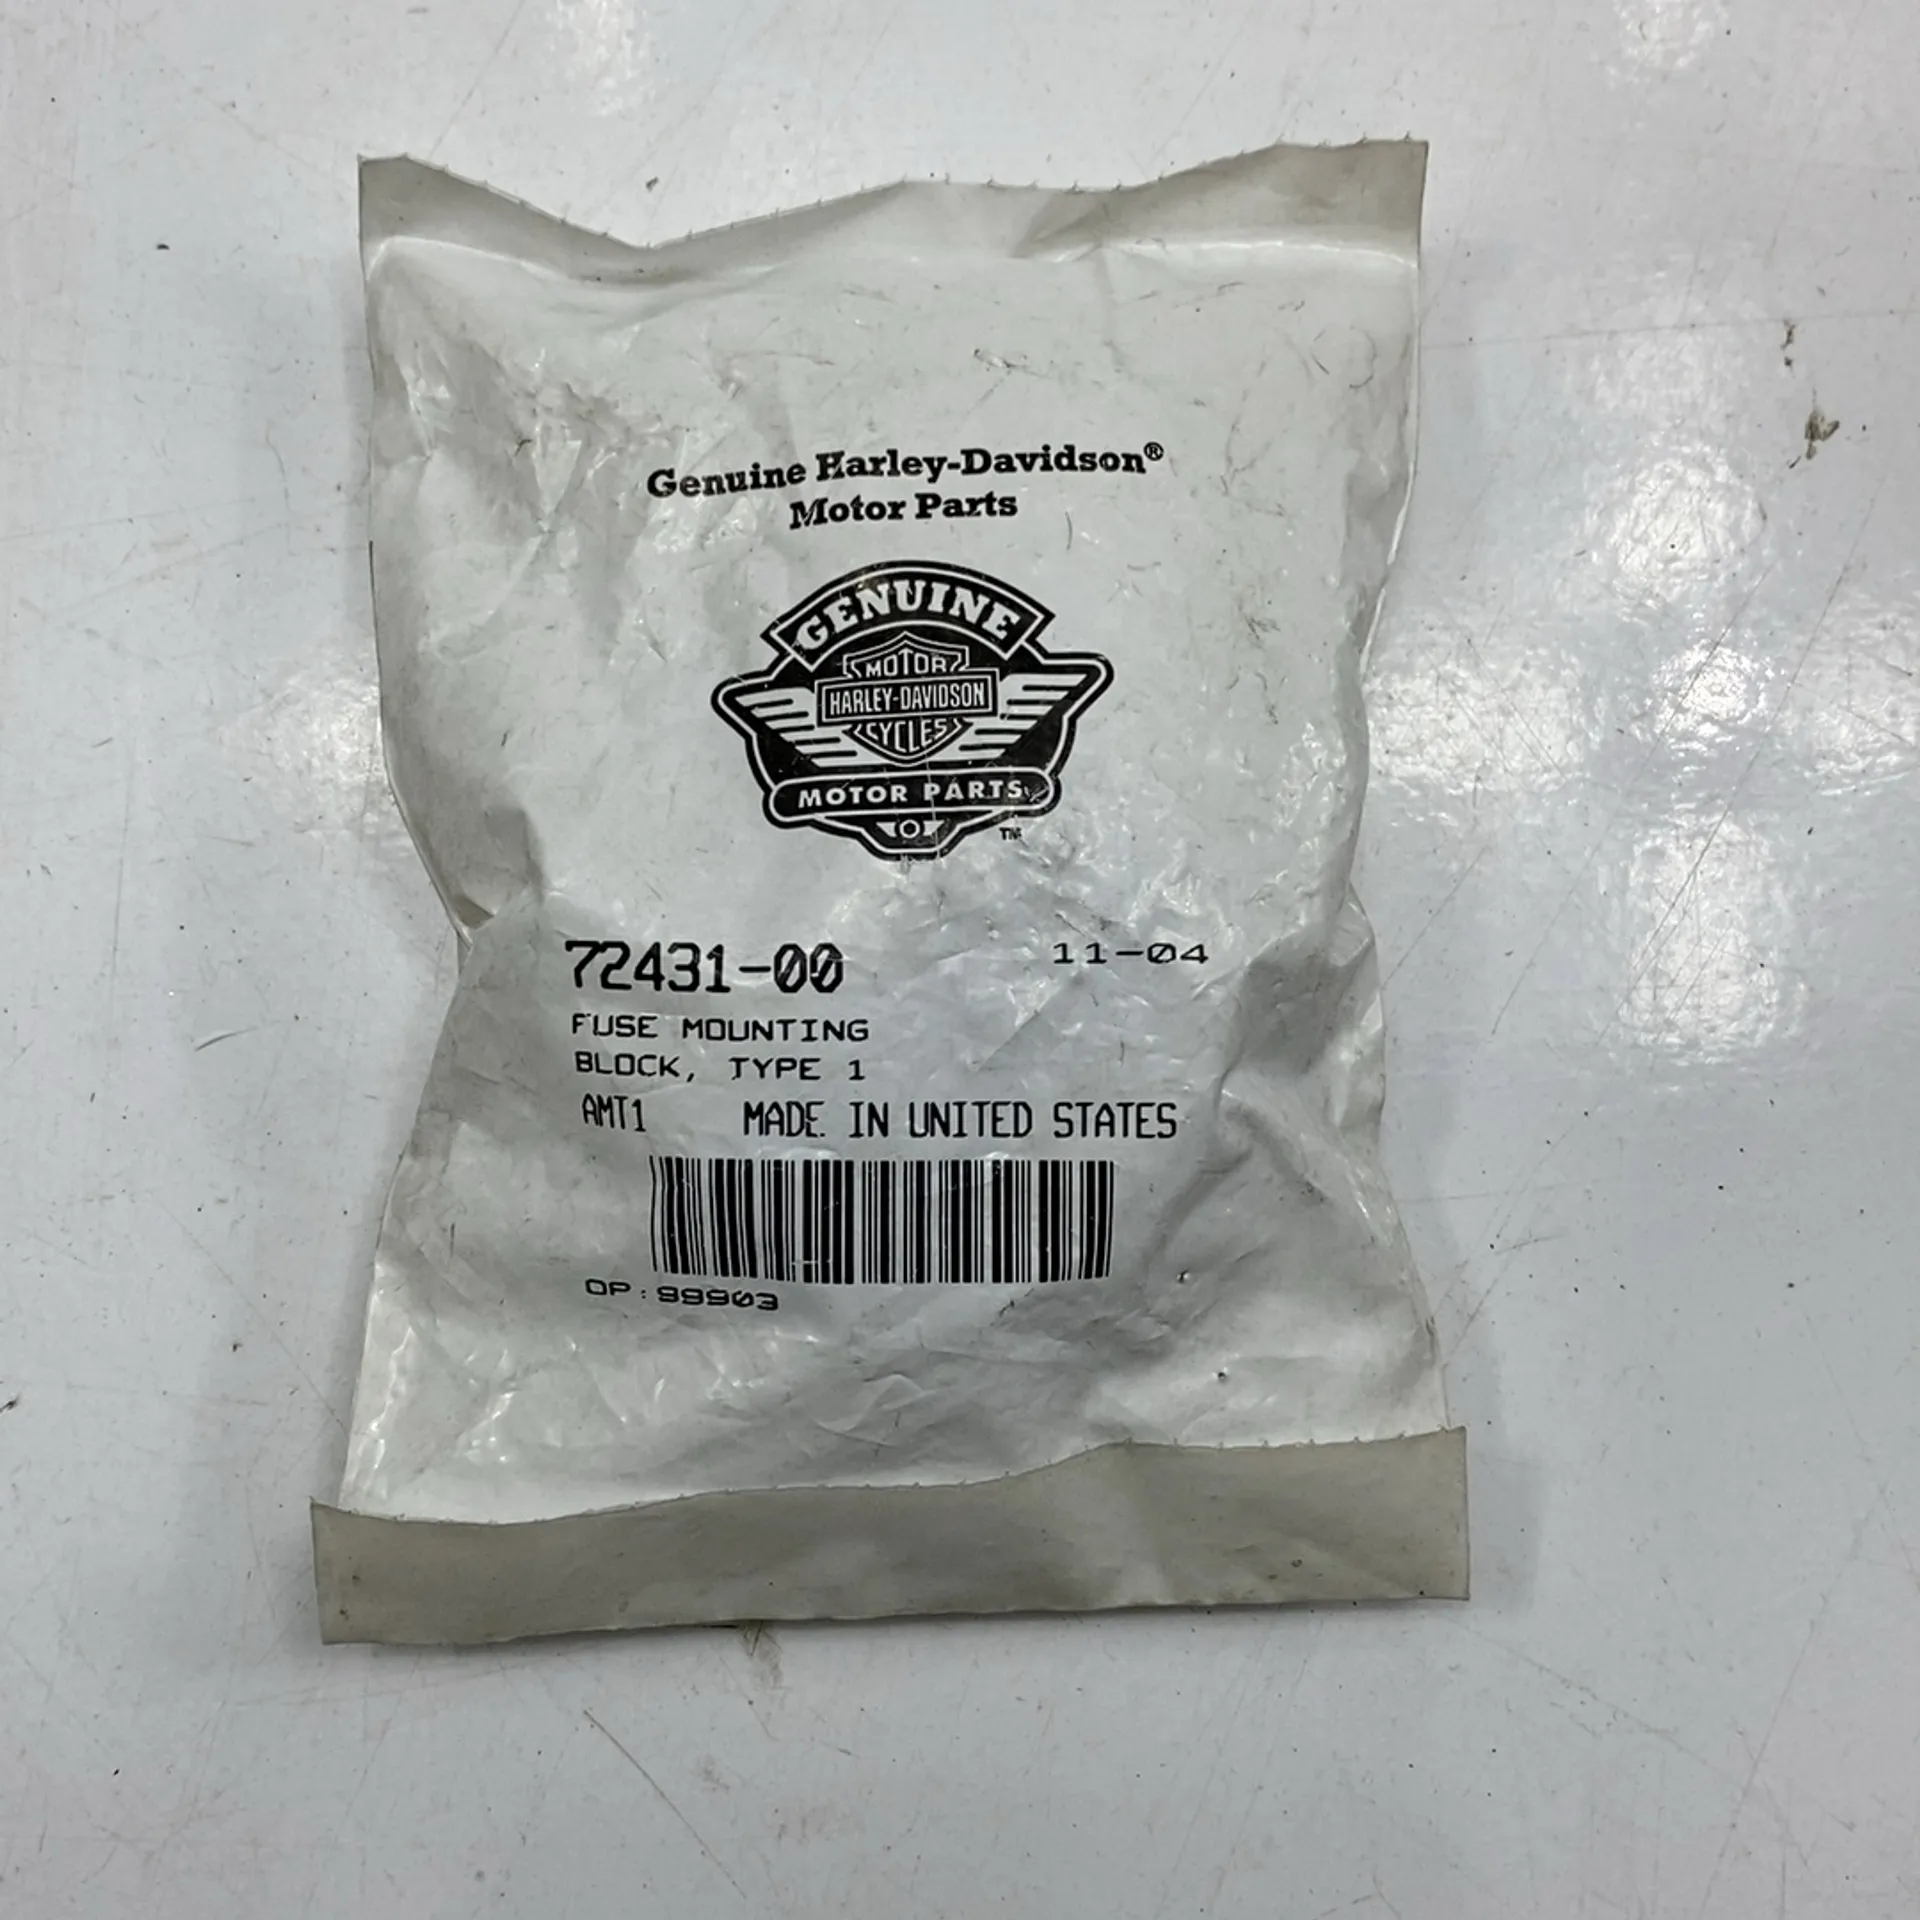 Genuine Harley-Davidson®
Motor Parts
GENUINE
MOTOR
HARLEY-DAVIDSON
CYCLES
MOTOR PARTS
TM
72431-00 11-04
FUSE MOUNTING
BLOCK, TYPE 1
AMT1 MADE IN UNITED STATES
OP:99903